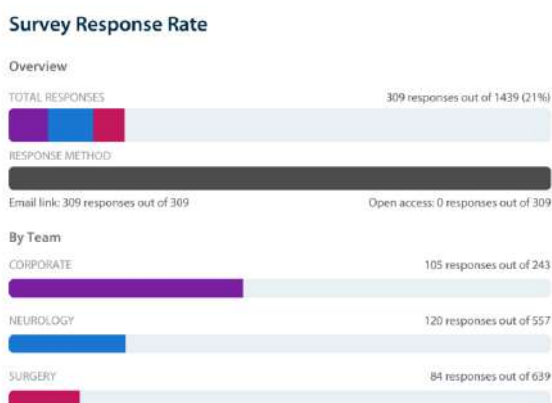 Survey Response Rate
Overview
TOTAL RESPONSES 309 responses out of 1439 (21%)
RESPONSE METHOD
Email link: 309 responses out of 309 Open access: 0 responses out of 309
By Team
CORPORATE 105 responses out of 243
NEUROLOGY 120 responses out of 557
SURGERY 84 responses out of 639